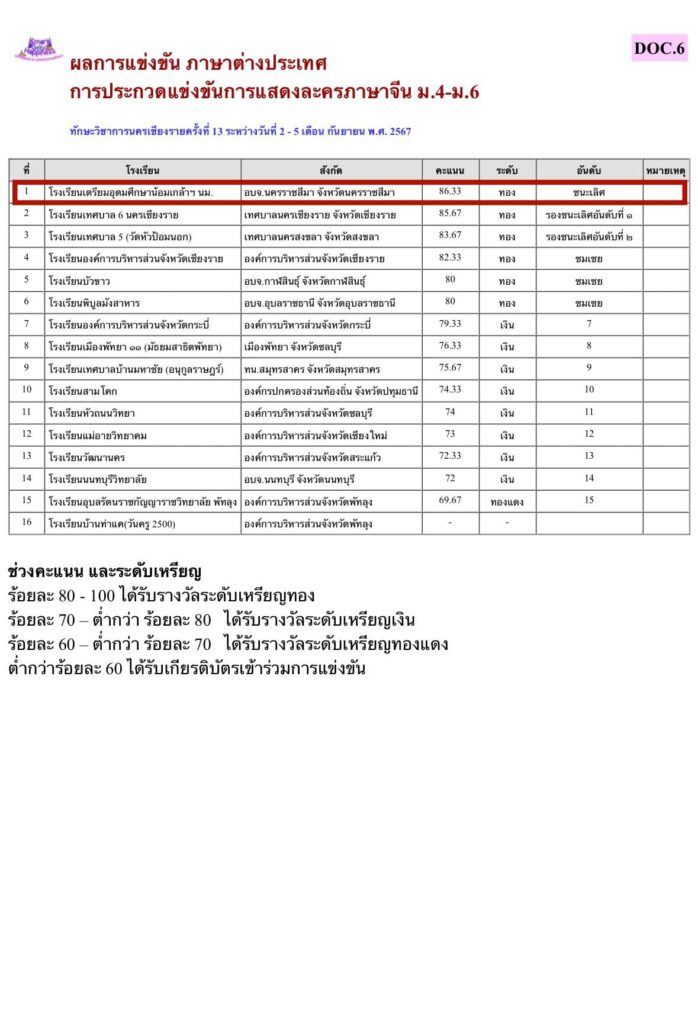 DOC.6
ผลการแข่งขัน ภาษาต่างประเทศ
การประกวดแข่งขันการแสดงละครภาษาจีน ม.4-ม.6
ทักษะวิชาการนครเชียงรายครั้งที่ 13 ระหว่างวันที่ 2 - 5 เดือน กันยายน พ.ศ. 2567
ที่ โรงเรียน สังกัด คะแนน ระดับ อันดับ หมายเหตุ
1 โรงเรียนเตรียมอุดมศึกษาน้อมเกล้าฯ นม. อบจ.นครราชสีมา จังหวัดนครราชสีมา 86.33 ทอง ชนะเลิศ
2 โรงเรียนเทศบาล 6 นครเชียงราย เทศบาลนครเชียงราย จังหวัดเชียงราย 85.67 ทอง รองชนะเลิศอันดับที่ ๑
3 โรงเรียนเทศบาล 5 (วัดหัวป้อมนอก) เทศบาลนครสงขลา จังหวัดสงขลา 83.67 ทอง รองชนะเลิศอันดับที่ ๒
4 โรงเรียนองค์การบริหารส่วนจังหวัดเชียงราย องค์การบริหารส่วนจังหวัดเชียงราย 82.33 ทอง ชมเชย
5 โรงเรียนบัวขาว อบจ.กาฬสินธุ์ จังหวัดกาฬสินธุ์ 80 ทอง ชมเชย
6 โรงเรียนพิบูลมังสาหาร อบจ.อุบลราชธานี จังหวัดอุบลราชธานี 80 ทอง ชมเชย
7 โรงเรียนองค์การบริหารส่วนจังหวัดกระบี่ องค์การบริหารส่วนจังหวัดกระบี่ 79.33 เงิน 7
8 โรงเรียนเมืองพัทยา ๑๑ (มัธยมสาธิตพัทยา) เมืองพัทยา จังหวัดชลบุรี 76.33 เงิน 8
9 โรงเรียนเทศบาลบ้านมหาชัย (อนุกูลราษฎร์) ทน.สมุทรสาคร จังหวัดสมุทรสาคร 75.67 เงิน 9
10 โรงเรียนสามโคก องค์กรปกครองส่วนท้องถิ่น จังหวัดปทุมธานี 74.33 เงิน 10
11 โรงเรียนหัวถนนวิทยา องค์การบริหารส่วนจังหวัดชลบุรี 74 เงิน 11
12 โรงเรียนแม่อายวิทยาคม องค์การบริหารส่วนจังหวัดเชียงใหม่ 73 เงิน 12
13 โรงเรียนวัฒนานคร องค์การบริหารส่วนจังหวัดสระแก้ว 72.33 เงิน 13
14 โรงเรียนนนทบุรีวิทยาลัย อบจ.นนทบุรี จังหวัดนนทบุรี 72 เงิน 14
15 โรงเรียนอุบลรัตนราชกัญญาราชวิทยาลัย พัทลุง องค์การบริหารส่วนจังหวัดพัทลุง 69.67 ทองแดง 15
16 โรงเรียนบ้านท่าแค(วันครู 2500) องค์การบริหารส่วนจังหวัดพัทลุง - -
ช่วงคะแนน และระดับเหรียญ
ร้อยละ 80 - 100 ได้รับรางวัลระดับเหรียญทอง
ร้อยละ 70 – ต่ำกว่า ร้อยละ 80 ได้รับรางวัลระดับเหรียญเงิน
ร้อยละ 60 – ต่ำกว่า ร้อยละ 70 ได้รับรางวัลระดับเหรียญทองแดง
ต่ำกว่าร้อยละ 60 ได้รับเกียรติบัตรเข้าร่วมการแข่งขัน